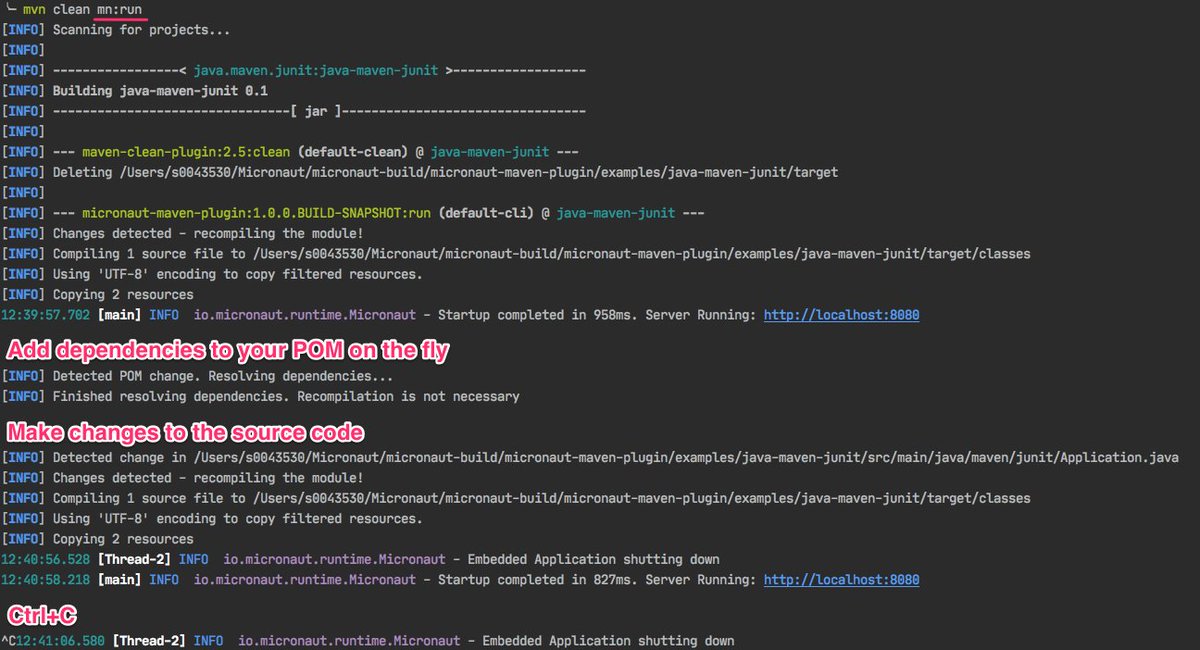 ╰ mvn clean mn:run
[INFO] Scanning for projects...
[INFO]
[INFO] -----------------< java.maven.junit:java-maven-junit >------------------
[INFO] Building java-maven-junit 0.1
[INFO] --------------------------------[ jar ]---------------------------------
[INFO]
[INFO] --- maven-clean-plugin:2.5:clean (default-clean) @ java-maven-junit ---
[INFO] Deleting /Users/s0043530/Micronaut/micronaut-build/micronaut-maven-plugin/examples/java-maven-junit/target
[INFO]
[INFO] --- micronaut-maven-plugin:1.0.0.BUILD-SNAPSHOT:run (default-cli) @ java-maven-junit ---
[INFO] Changes detected - recompiling the module!
[INFO] Compiling 1 source file to /Users/s0043530/Micronaut/micronaut-build/micronaut-maven-plugin/examples/java-maven-junit/target/classes
[INFO] Using 'UTF-8' encoding to copy filtered resources.
[INFO] Copying 2 resources
12:39:57.702 [main] INFO  io.micronaut.runtime.Micronaut - Startup completed in 958ms. Server Running: http://localhost:8080
Add dependencies to your POM on the fly
[INFO] Detected POM change. Resolving dependencies...
[INFO] Finished resolving dependencies. Recompilation is not necessary
Make changes to the source code
[INFO] Detected change in /Users/s0043530/Micronaut/micronaut-build/micronaut-maven-plugin/examples/java-maven-junit/src/main/java/maven/junit/Application.java
[INFO] Changes detected - recompiling the module!
[INFO] Compiling 1 source file to /Users/s0043530/Micronaut/micronaut-build/micronaut-maven-plugin/examples/java-maven-junit/target/classes
[INFO] Using 'UTF-8' encoding to copy filtered resources.
[INFO] Copying 2 resources
12:40:56.528 [Thread-2] INFO  io.micronaut.runtime.Micronaut - Embedded Application shutting down
12:40:58.218 [main] INFO  io.micronaut.runtime.Micronaut - Startup completed in 827ms. Server Running: http://localhost:8080
Ctrl+C
^C12:41:06.580 [Thread-2] INFO  io.micronaut.runtime.Micronaut - Embedded Application shutting down